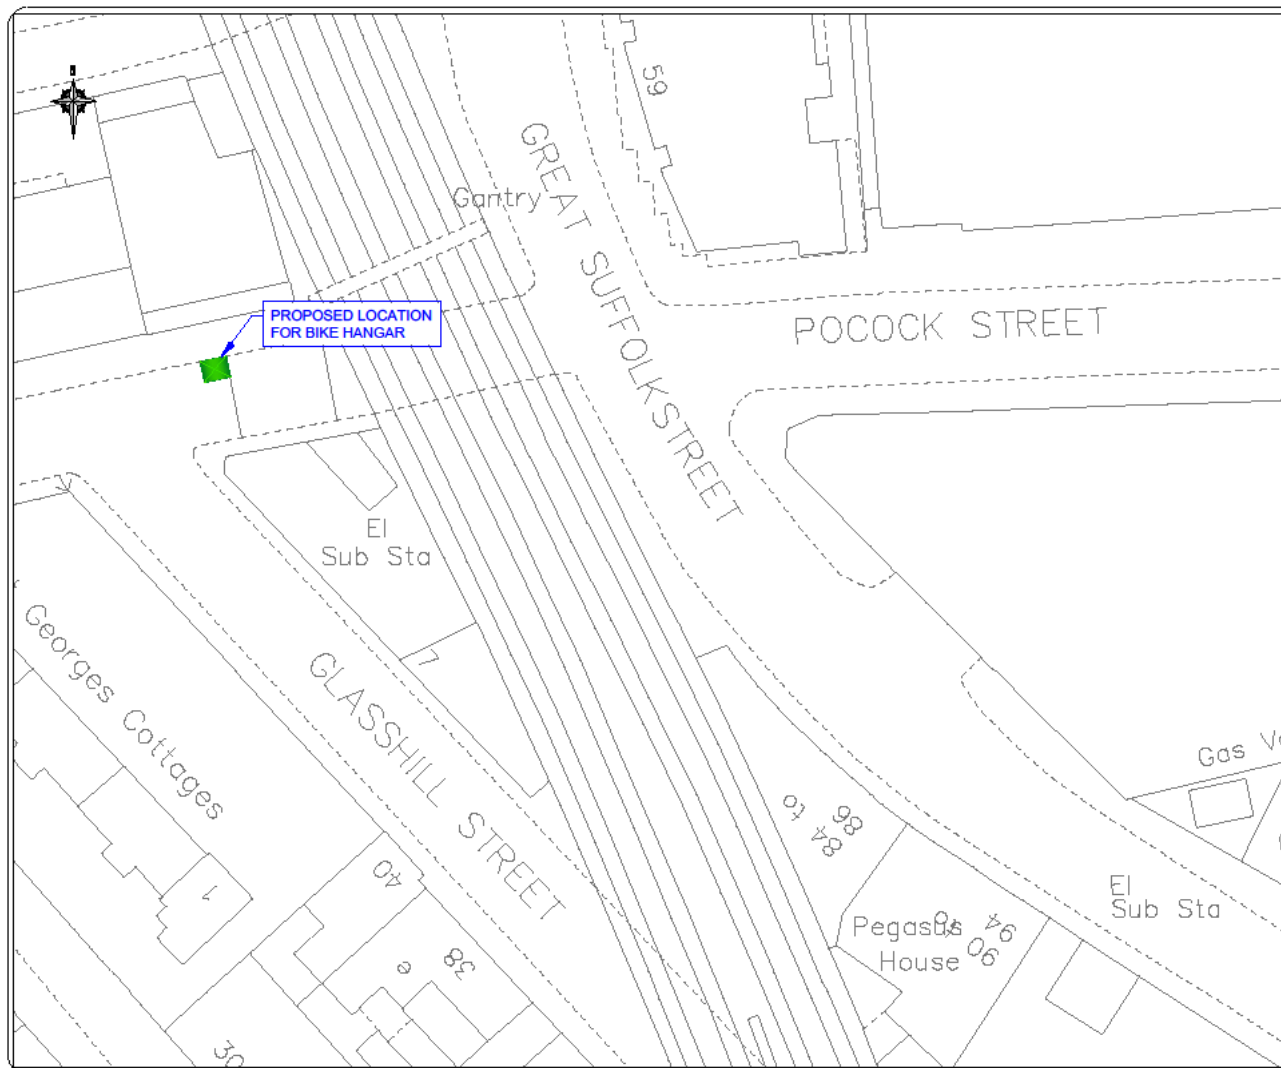 59
GREAT SUFFOLK STREET
Gantry
PROPOSED LOCATION
FOR BIKE HANGAR
POCOCK STREET
El
Sub Sta
Georges Cottages
7
GLASSHILL STREET
Gas
84 to
86
40
1
38
e
30
Pegasus
House
90 to
94
El
Sub Sta